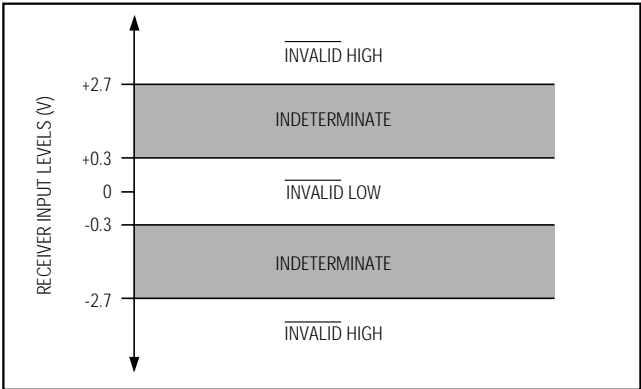 RECEIVER INPUT LEVELS (V)
INVALID HIGH
+2.7
INDETERMINATE
+0.3
0
INVALID LOW
-0.3
INDETERMINATE
-2.7
INVALID HIGH